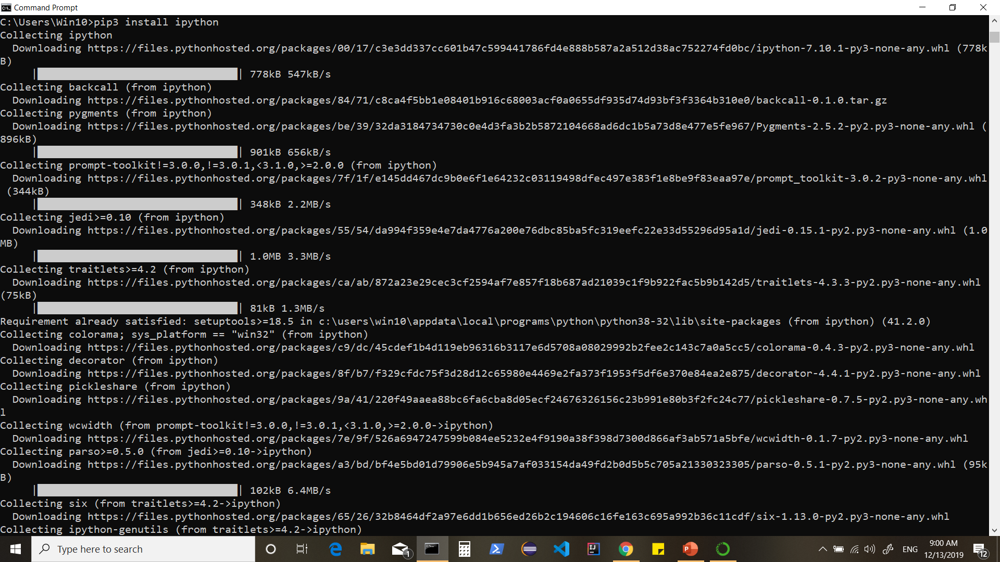 Command Prompt
C:\Users\Win10>pip3 install ipython
Collecting ipython
Downloading https://files.pythonhosted.org/packages/00/17/c3e3dd337cc601b47c599441786fd4e888b587a2a512d38ac752274fd0bc/ipython-7.10.1-py3-none-any.whl (778k
B)
|████████████████████████████████| 778kB 547kB/s
Collecting backcall (from ipython)
Downloading https://files.pythonhosted.org/packages/84/71/c8ca4f5bb1e08401b916c68003acf0a0655df935d74d93bf3f3364b310e0/backcall-0.1.0.tar.gz
Collecting pygments (from ipython)
Downloading https://files.pythonhosted.org/packages/be/39/32da3184734730c0e4d3fa3b2b5872104668ad6dc1b5a73d8e477e5fe967/Pygments-2.5.2-py2.py3-none-any.whl (
896kB)
|████████████████████████████████| 901kB 656kB/s
Collecting prompt-toolkit!=3.0.0,!=3.0.1,<3.1.0,>=2.0.0 (from ipython)
Downloading https://files.pythonhosted.org/packages/7f/1f/e145dd467dc9b0e6f1e64232c03119498dfec497e383f1e8be9f83eaa97e/prompt_toolkit-3.0.2-py3-none-any.whl
(344kB)
|████████████████████████████████| 348kB 2.2MB/s
Collecting jedi>=0.10 (from ipython)
Downloading https://files.pythonhosted.org/packages/55/54/da994f359e4e7da4776a200e76dbc85ba5fc319eefc22e33d55296d95a1d/jedi-0.15.1-py2.py3-none-any.whl (1.0
MB)
|████████████████████████████████| 1.0MB 3.3MB/s
Collecting traitlets>=4.2 (from ipython)
Downloading https://files.pythonhosted.org/packages/ca/ab/872a23e29cec3cf2594af7e857f18b687ad21039c1f9b922fac5b9b142d5/traitlets-4.3.3-py2.py3-none-any.whl
(75kB)
|████████████████████████████████| 81kB 1.3MB/s
Requirement already satisfied: setuptools>=18.5 in c:\users\win10\appdata\local\programs\python\python38-32\lib\site-packages (from ipython) (41.2.0)
Collecting colorama; sys_platform == "win32" (from ipython)
Downloading https://files.pythonhosted.org/packages/c9/dc/45cdef1b4d119eb96316b3117e6d5708a08029992b2fee2c143c7a0a5cc5/colorama-0.4.3-py2.py3-none-any.whl
Collecting decorator (from ipython)
Downloading https://files.pythonhosted.org/packages/8f/b7/f329cfdc75f3d28d12c65980e4469e2fa373f1953f5df6e370e84ea2e875/decorator-4.4.1-py2.py3-none-any.whl
Collecting pickleshare (from ipython)
Downloading https://files.pythonhosted.org/packages/9a/41/220f49aaea88bc6fa6cba8d05ecf24676326156c23b991e80b3f2fc24c77/pickleshare-0.7.5-py2.py3-none-any.wh
l
Collecting wcwidth (from prompt-toolkit!=3.0.0,!=3.0.1,<3.1.0,>=2.0.0->ipython)
Downloading https://files.pythonhosted.org/packages/7e/9f/526a6947247599b084ee5232e4f9190a38f398d7300d866af3ab571a5bfe/wcwidth-0.1.7-py2.py3-none-any.whl
Collecting parso>=0.5.0 (from jedi>=0.10->ipython)
Downloading https://files.pythonhosted.org/packages/a3/bd/bf4e5bd01d79906e5b945a7af033154da49fd2b0d5b5c705a21330323305/parso-0.5.1-py2.py3-none-any.whl (95k
B)
|████████████████████████████████| 102kB 6.4MB/s
Collecting six (from traitlets>=4.2->ipython)
Downloading https://files.pythonhosted.org/packages/65/26/32b8464df2a97e6dd1b656ed26b2c194606c16fe163c695a992b36c11cdf/six-1.13.0-py2.py3-none-any.whl
Collecting ipython-genutils (from traitlets>=4.2->ipython)
Type here to search
1
ENG
9:00 AM
12/13/2019
12